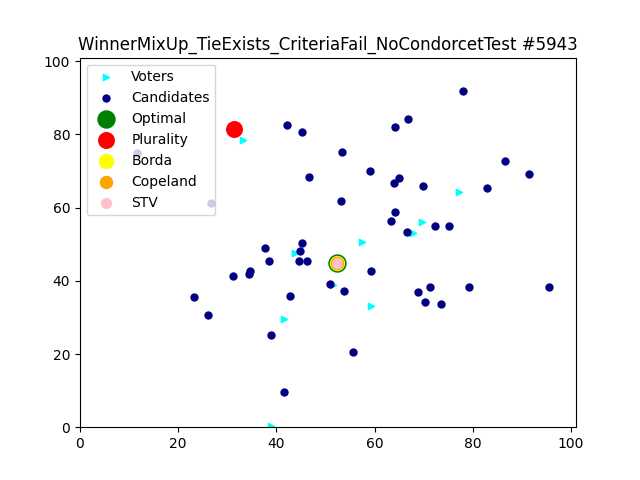 WinnerMixUp_TieExists_CriteriaFail_NoCondorcetTest #5943
100
80
60
40
20
0
Voters
Candidates
Optimal
Plurality
Borda
Copeland
STV
0 20 40 60 80 100